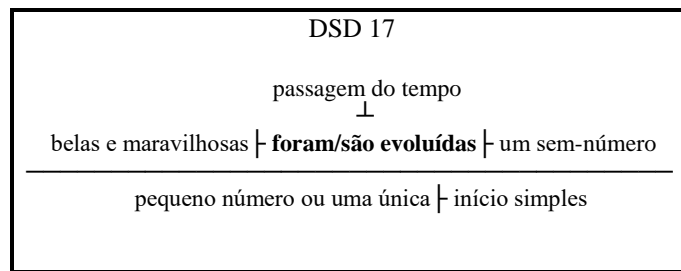 DSD 17
passagem do tempo
┴
belas e maravilhosas ├ foram/são evoluídas ├ um sem-número
pequeno número ou uma única ├ início simples